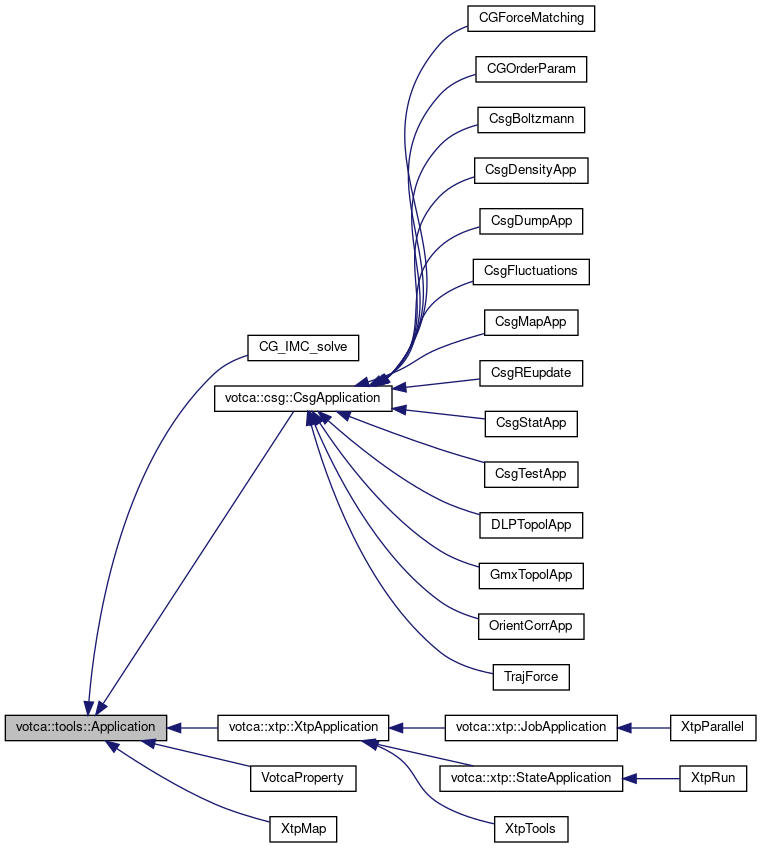 CGForceMatching
CGOrderParam
CsgBoltzmann
CsgDensityApp
CsgDumpApp
CsgFluctuations
CsgMapApp
CG_IMC_solve
CsgREupdate
votca::csg::CsgApplication
CsgStatApp
CsgTestApp
DLPTopolApp
GmxTopolApp
OrientCorrApp
TrajForce
votca::tools::Application
votca::xtp::XtpApplication
votca::xtp::JobApplication
XtpParallel
VotcaProperty
votca::xtp::StateApplication
XtpRun
XtpMap
XtpTools